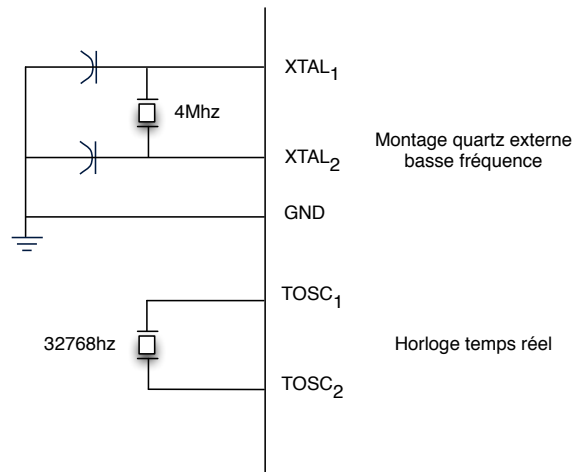 XTAL1
4Mhz
XTAL2
Montage quartz externe
basse fréquence
GND
TOSC1
32768hz
Horloge temps réel
TOSC2